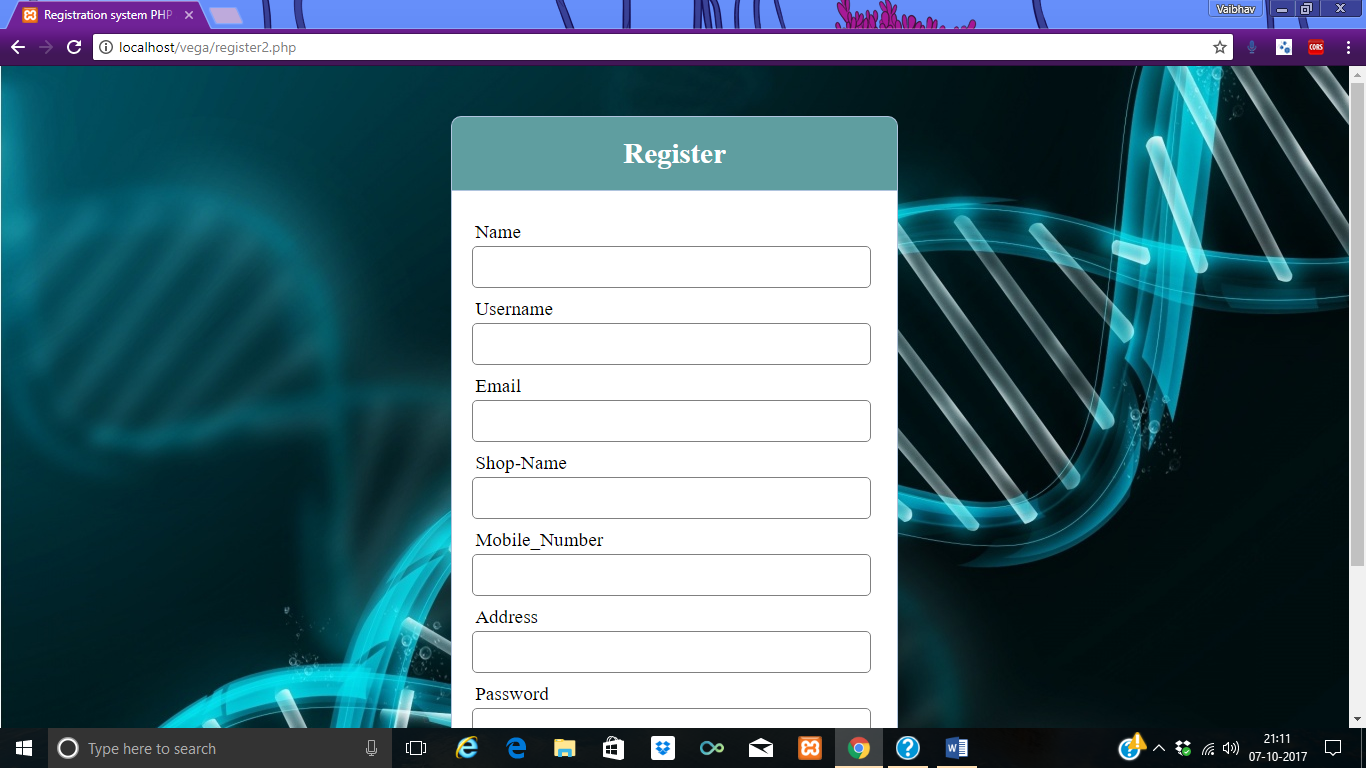 Registration system PHP
Vaibhav
localhost/vega/register2.php
CORS
Register
Name
Username
Email
Shop-Name
Mobile_Number
Address
Password
Type here to search
21:11
07-10-2017